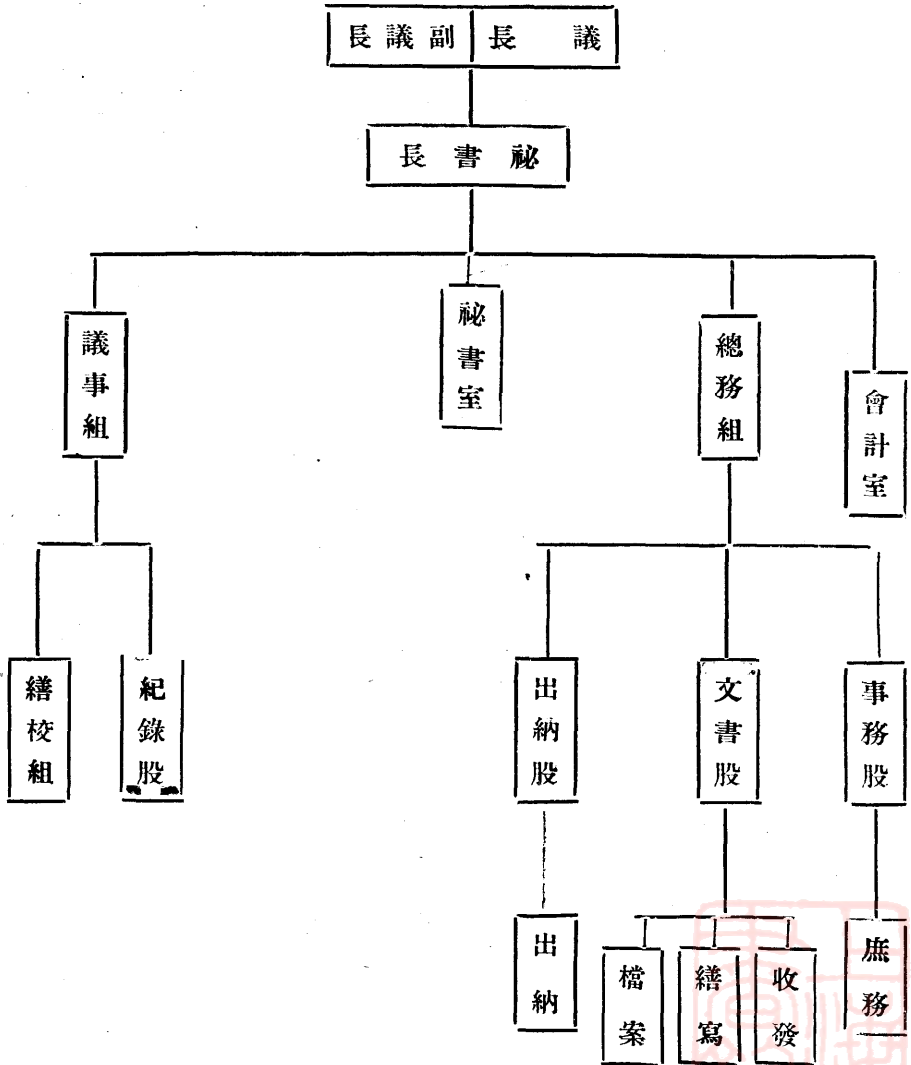 議長
副議長
祕書長
會計室
總務組
祕書室
議事組
事務股
文書股
出納股
紀錄股
繕校組
庶務
收發
繕寫
檔案
出納